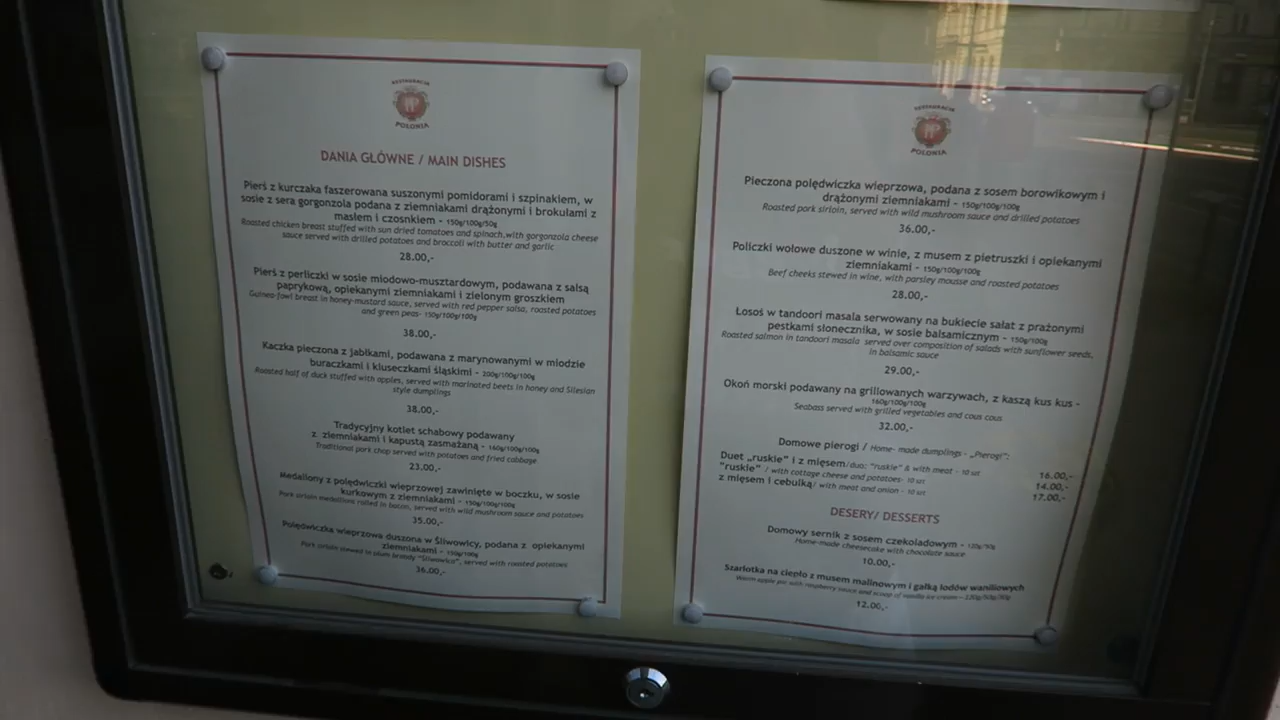 RESTAURACJA
POLONIA
DANIA GŁÓWNE / MAIN DISHES
Pierś z kurczaka faszerowana suszonymi pomidorami i szpinakiem, w
sosie z sera gorgonzola podana z ziemniakami drążonymi i brokułami z
masłem i czosnkiem - 150g/100g/50g
Roasted chicken breast stuffed with sun dried tomatoes and spinach,with gorgonzola cheese
sauce served with drilled potatoes and broccoli with butter and garlic
28.00,-
Pierś z perliczki w sosie miodowo-musztardowym, podawana z salsą
paprykową, opiekanymi ziemniakami i zielonym groszkiem
Guinea-fowl breast in honey-mustard sauce, served with red pepper salsa, roasted potatoes
and green peas- 150g/100g/100g
38.00,-
Kaczka pieczona z jabłkami, podawana z marynowanymi w miodzie
buraczkami i kluseczkami śląskimi - 200g/100g/100g
Roasted half of duck stuffed with apples, served with marinated beets in honey and Silesian
style dumplings
38.00,-
Tradycyjny kotlet schabowy podawany
z ziemniakami i kapustą zasmażaną - 160g/100g/100g
Traditional pork chop served with potatoes and fried cabbage
23.00,-
Medaliony z polędwiczki wieprzowej zawinięte w boczku, w sosie
kurkowym z ziemniakami - 150g/100g/100g
Pork sirloin medallions rolled in bacon, served with wild mushroom sauce and potatoes
35.00,-
Polędwiczka wieprzowa duszona w Śliwowicy, podana z opiekanymi
ziemniakami - 150g/100g
Pork sirloin stewed in plum brandy "Śliwowica", served with roasted potatoes
36.00,-
RESTAURACJA
POLONIA
Pieczona polędwiczka wieprzowa, podana z sosem borowikowym i
drążonymi ziemniakami - 150g/100g/100g
Roasted pork sirloin, served with wild mushroom sauce and drilled potatoes
36.00,-
Policzki wołowe duszone w winie, z musem z pietruszki i opiekanymi
ziemniakami - 150g/100g/100g
Beef cheeks stewed in wine, with parsley mousse and roasted potatoes
28.00,-
Łosoś w tandoori masala serwowany na bukiecie sałat z prażonymi
pestkami słonecznika, w sosie balsamicznym - 150g/100g
Roasted salmon in tandoori masala served over composition of salads with sunflower seeds,
in balsamic sauce
29.00,-
Okoń morski podawany na grillowanych warzywach, z kaszą kus kus -
160g/100g/100g
Seabass served with grilled vegetables and cous cous
32.00,-
Domowe pierogi / Home- made dumplings - „Pierogi”:
Duet „ruskie” i z mięsem/duo: “ruskie” & with meat - 10 szt 16.00,-
“ruskie” / with cottage cheese and potatoes- 10 szt 14.00,-
z mięsem i cebulką/ with meat and onion - 10 szt 17.00,-
DESERY/ DESSERTS
Domowy sernik z sosem czekoladowym - 120g/50g
Home-made cheesecake with chocolate sauce
10.00,-
Szarlotka na ciepło z musem malinowym i gałką lodów waniliowych
Warm apple pie with raspberry sauce and scoop of vanilla ice cream - 120g/50g/50g
12.00,-